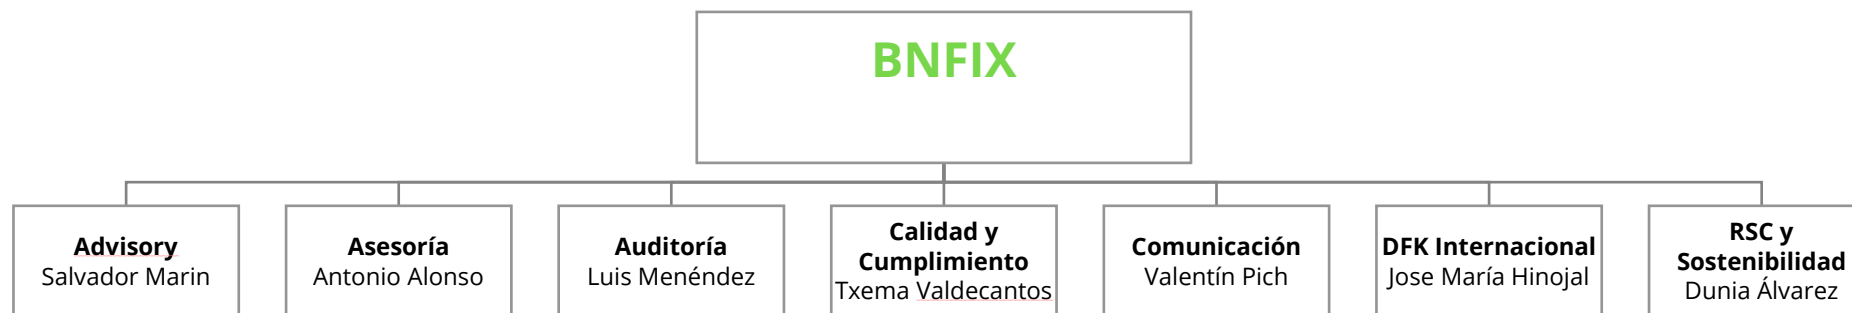 BNFIX
Advisory
Salvador Marin
Asesoría
Antonio Alonso
Auditoría
Luis Menéndez
Calidad y
Cumplimiento
Txema Valdecantos
Comunicación
Valentín Pich
DFK Internacional
Jose María Hinojal
RSC y
Sostenibilidad
Dunia Álvarez